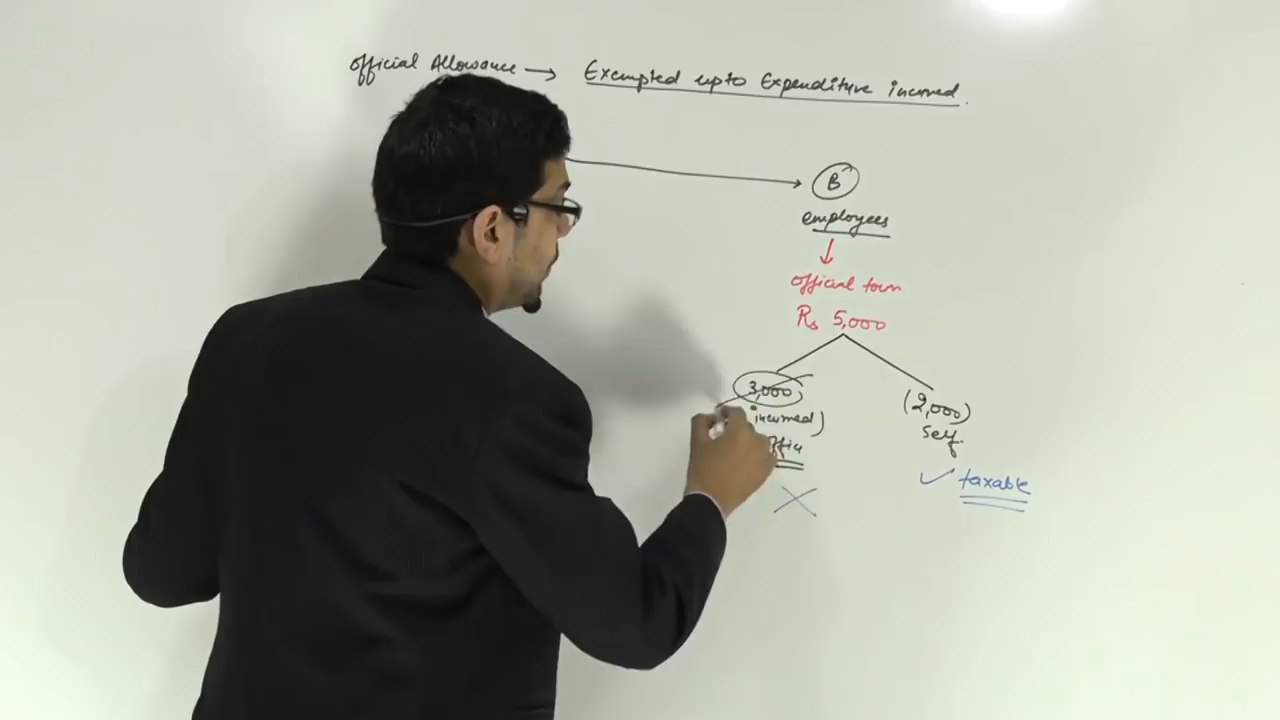 official Allowance → Exempted upto Expenditure incurred.
B
employees
official tour
Rs 5,000
3,000
incurred)
(2,000)
self.
✓ taxable